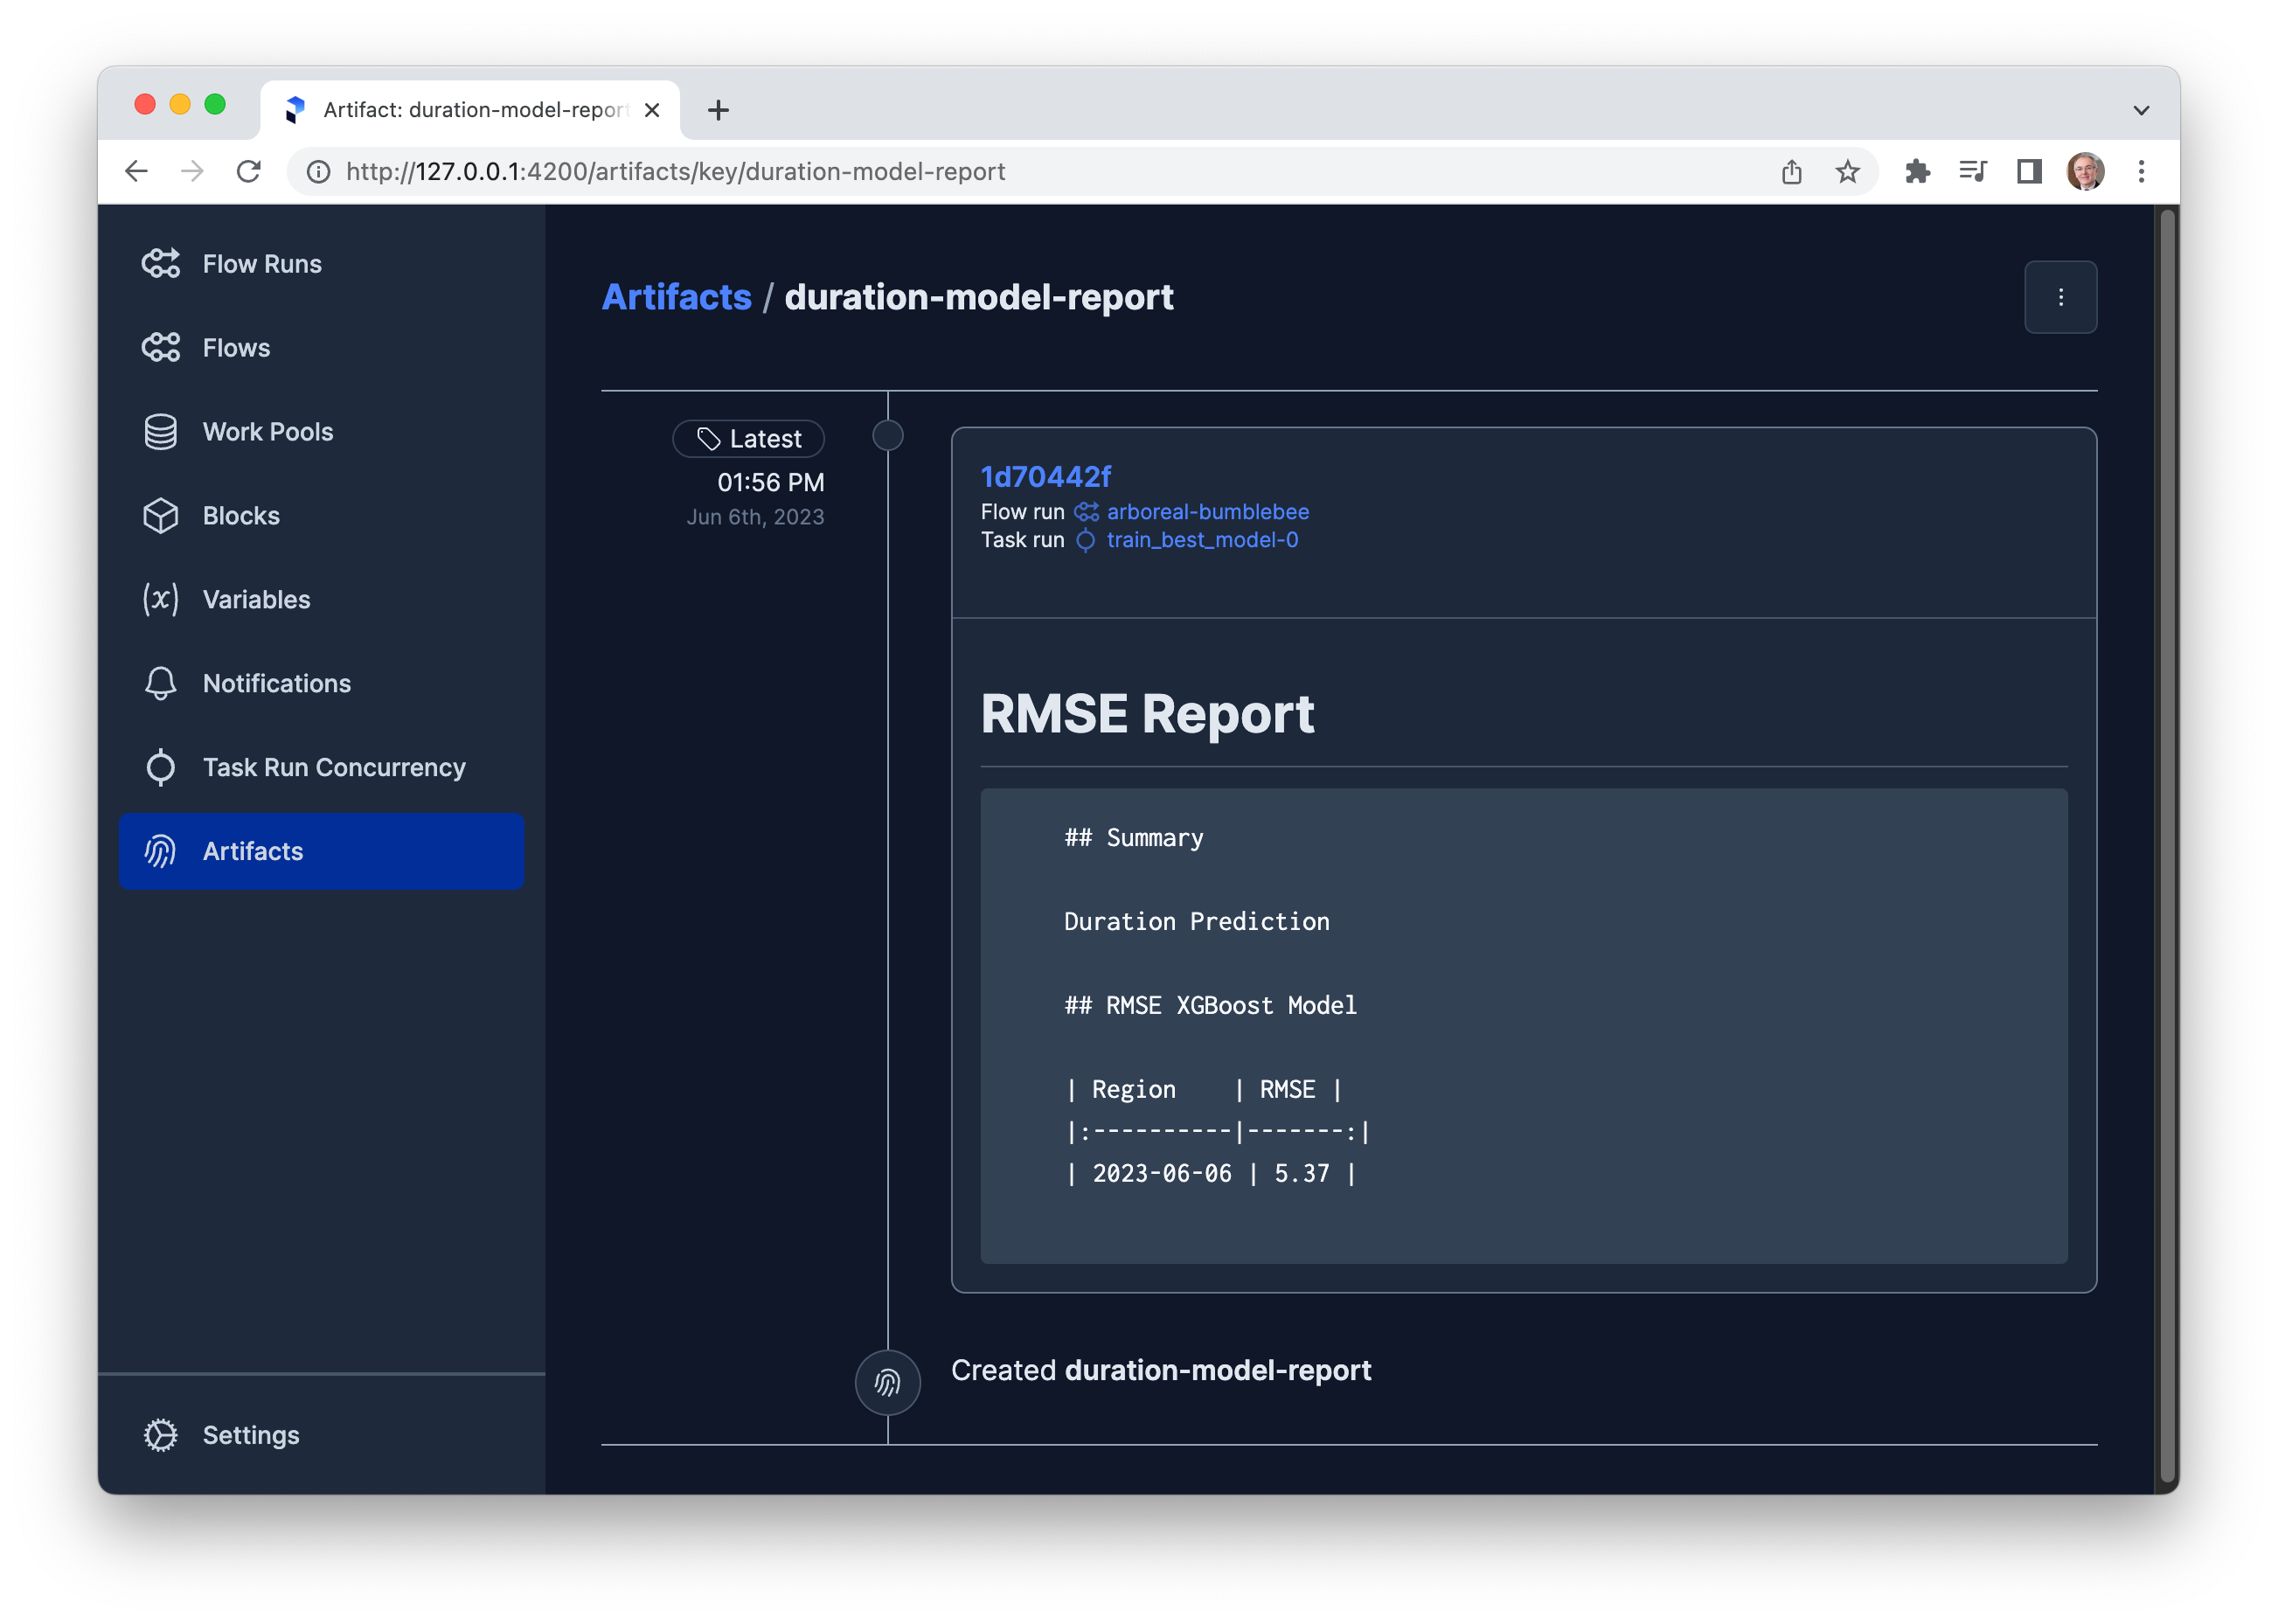 Artifact: duration-model-report
http://127.0.0.1:4200/artifacts/key/duration-model-report
Flow Runs
Flows
Work Pools
Blocks
Variables
Notifications
Task Run Concurrency
Artifacts
Settings
Artifacts / duration-model-report
Latest
01:56 PM
Jun 6th, 2023
1d70442f
Flow run arboreal-bumblebee
Task run train_best_model-0
RMSE Report
## Summary
Duration Prediction
## RMSE XGBoost Model
| Region    | RMSE |
|:----------|-------:|
| 2023-06-06 | 5.37 |
Created duration-model-report